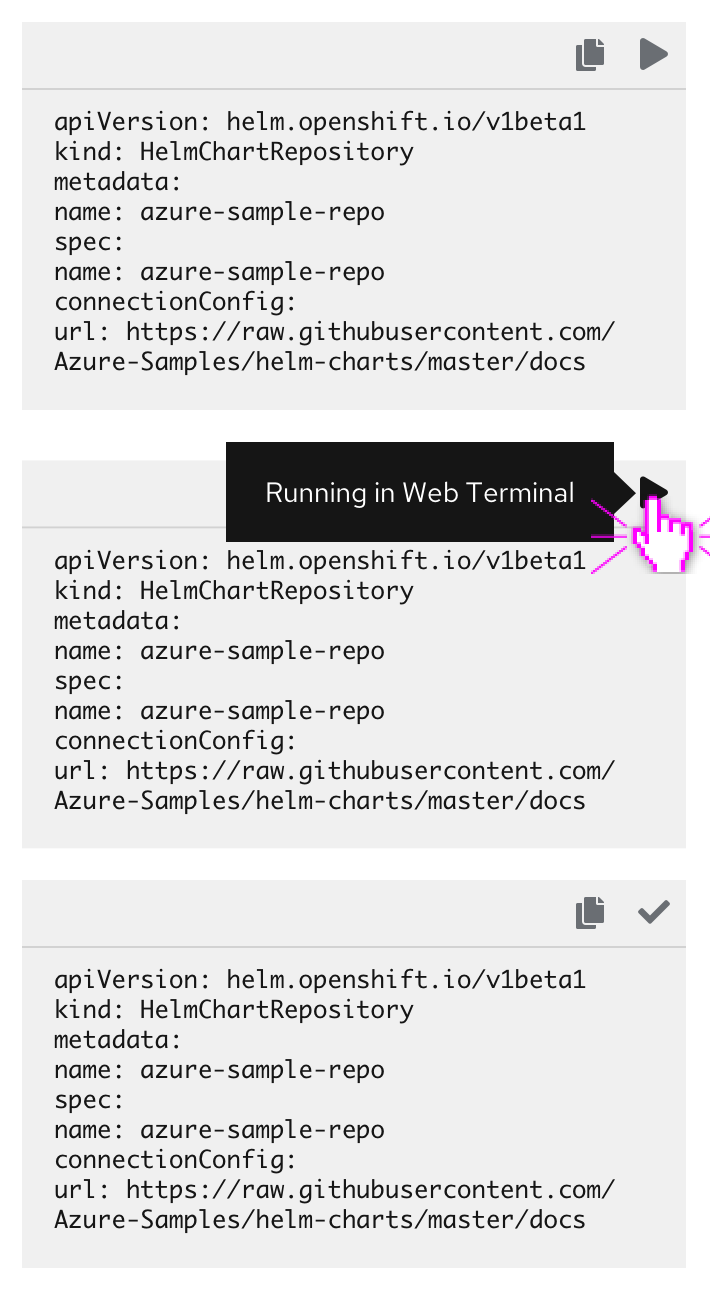 apiVersion: helm.openshift.io/v1beta1
kind: HelmChartRepository
metadata:
name: azure-sample-repo
spec:
name: azure-sample-repo
connectionConfig:
url: https://raw.githubusercontent.com/
Azure-Samples/helm-charts/master/docs
Running in Web Terminal
apiVersion: helm.openshift.io/v1beta1
kind: HelmChartRepository
metadata:
name: azure-sample-repo
spec:
name: azure-sample-repo
connectionConfig:
url: https://raw.githubusercontent.com/
Azure-Samples/helm-charts/master/docs
apiVersion: helm.openshift.io/v1beta1
kind: HelmChartRepository
metadata:
name: azure-sample-repo
spec:
name: azure-sample-repo
connectionConfig:
url: https://raw.githubusercontent.com/
Azure-Samples/helm-charts/master/docs